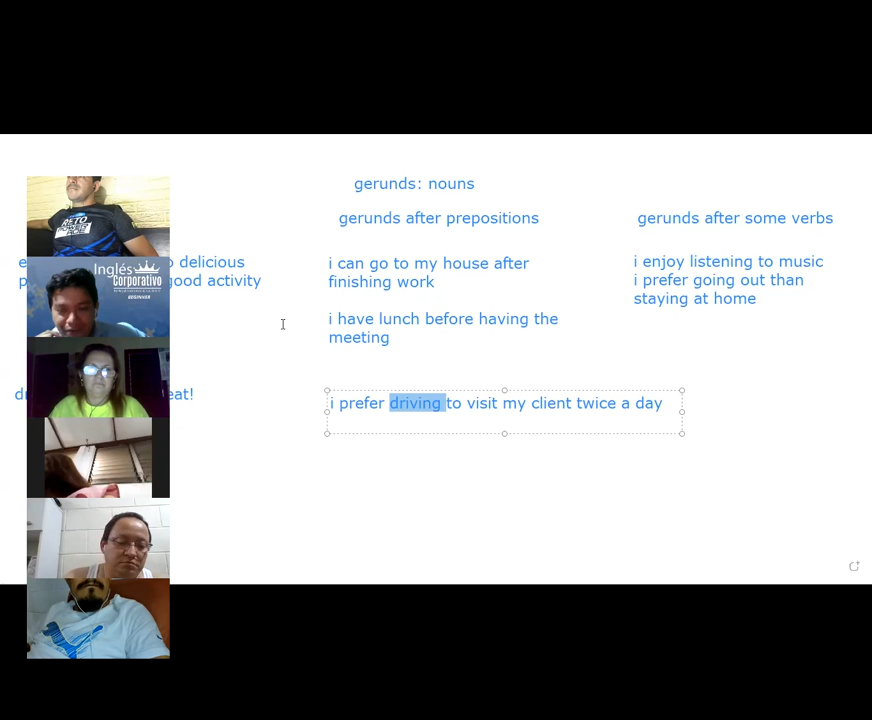 gerunds: nouns
gerunds after prepositions
gerunds after some verbs
delicious
good activity
i can go to my house after
finishing work
i have lunch before having the
meeting
i enjoy listening to music
i prefer going out than
staying at home
i prefer driving to visit my client twice a day
Inglés
Corporativo
BEGINNER
RETO